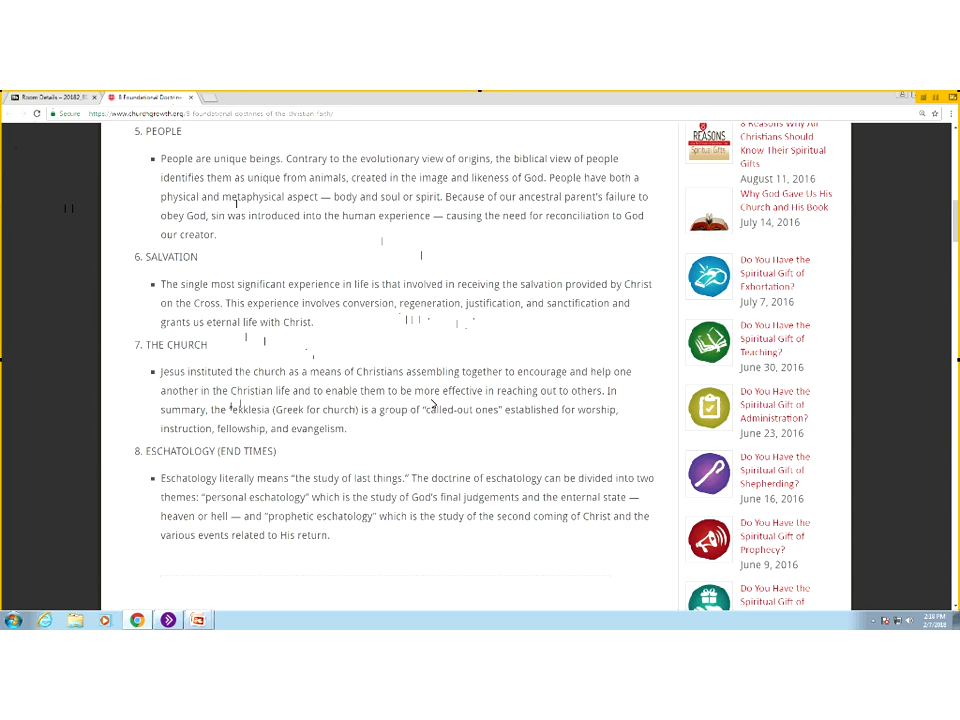 Room Details – 20182_
8 Foundational Doctrin
Secure
https://www.churchgrowth.org/8-foundational-doctrines-of-the-christian-faith/
5. PEOPLE
People are unique beings. Contrary to the evolutionary view of origins, the biblical view of people
identifies them as unique from animals, created in the image and likeness of God. People have both a
physical and metaphysical aspect — body and soul or spirit. Because of our ancestral parent's failure to
obey God, sin was introduced into the human experience — causing the need for reconciliation to God
our creator.
6. SALVATION
The single most significant experience in life is that involved in receiving the salvation provided by Christ
on the Cross. This experience involves conversion, regeneration, justification, and sanctification and
grants us eternal life with Christ.
7. THE CHURCH
Jesus instituted the church as a means of Christians assembling together to encourage and help one
another in the Christian life and to enable them to be more effective in reaching out to others. In
summary, the "ekklesia (Greek for church) is a group of "called-out ones" established for worship,
instruction, fellowship, and evangelism.
8. ESCHATOLOGY (END TIMES)
Eschatology literally means "the study of last things." The doctrine of eschatology can be divided into two
themes: "personal eschatology" which is the study of God's final judgements and the enternal state —
heaven or hell — and "prophetic eschatology" which is the study of the second coming of Christ and the
various events related to His return.
8 REASONS
Spiritual Gifts
8 Reasons Why All
Christians Should
Know Their Spiritual
Gifts
August 11, 2016
Why God Gave Us His
Church and His Book
July 14, 2016
Do You Have the
Spiritual Gift of
Exhortation?
July 7, 2016
Do You Have the
Spiritual Gift of
Teaching?
June 30, 2016
Do You Have the
Spiritual Gift of
Administration?
June 23, 2016
Do You Have the
Spiritual Gift of
Shepherding?
June 16, 2016
Do You Have the
Spiritual Gift of
Prophecy?
June 9, 2016
Do You Have the
Spiritual Gift of
2:18 PM
2/7/2018